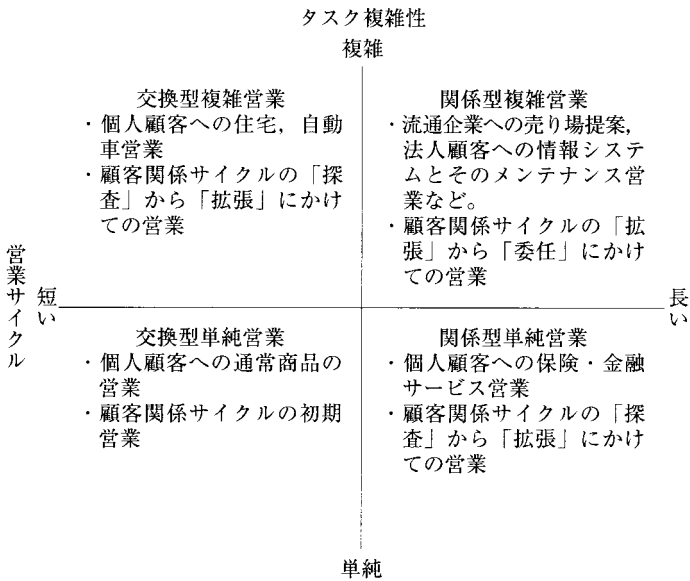 タスク複雑性
複雑
交換型複雑営業
・個人顧客への住宅，自動
車営業
・顧客関係サイクルの「探
査」から「拡張」にかけ
ての営業
関係型複雑営業
・流通企業への売り場提案，
法人顧客への情報システ
ムとそのメンテナンス営
業など。
・顧客関係サイクルの「拡
張」から「委任」にかけ
ての営業
営業サイクル
短い
長い
交換型単純営業
・個人顧客への通常商品の
営業
・顧客関係サイクルの初期
営業
関係型単純営業
・個人顧客への保険・金融
サービス営業
・顧客関係サイクルの「探
査」から「拡張」にかけ
ての営業
単純